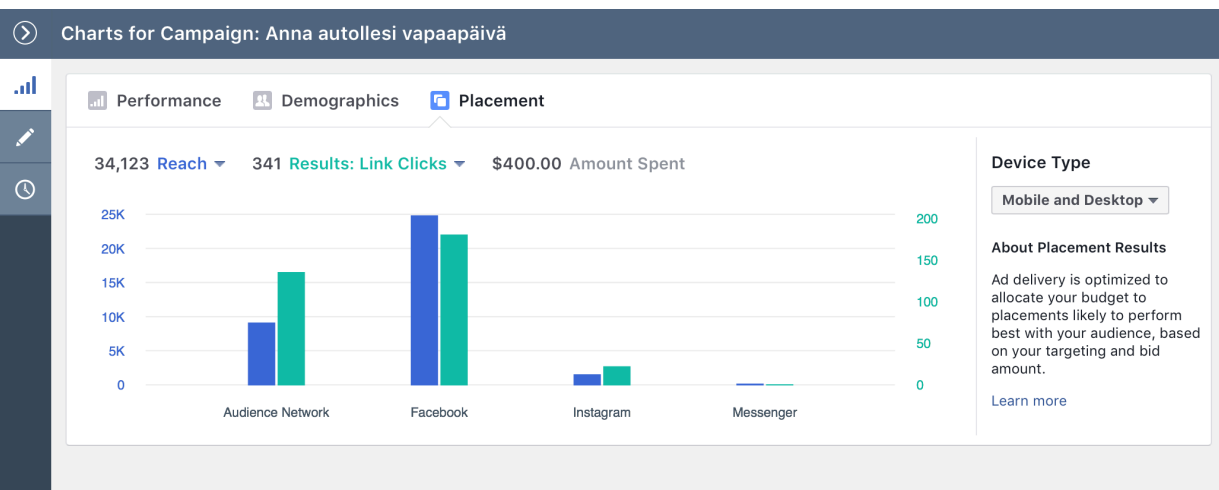 Charts for Campaign: Anna autollesi vapaapäivä
Performance
Demographics
Placement
34,123 Reach
341 Results: Link Clicks
$400.00 Amount Spent
25K
20K
15K
10K
5K
0
200
150
100
50
0
Audience Network
Facebook
Instagram
Messenger
Device Type
Mobile and Desktop
About Placement Results
Ad delivery is optimized to
allocate your budget to
placements likely to perform
best with your audience, based
on your targeting and bid
amount.
Learn more